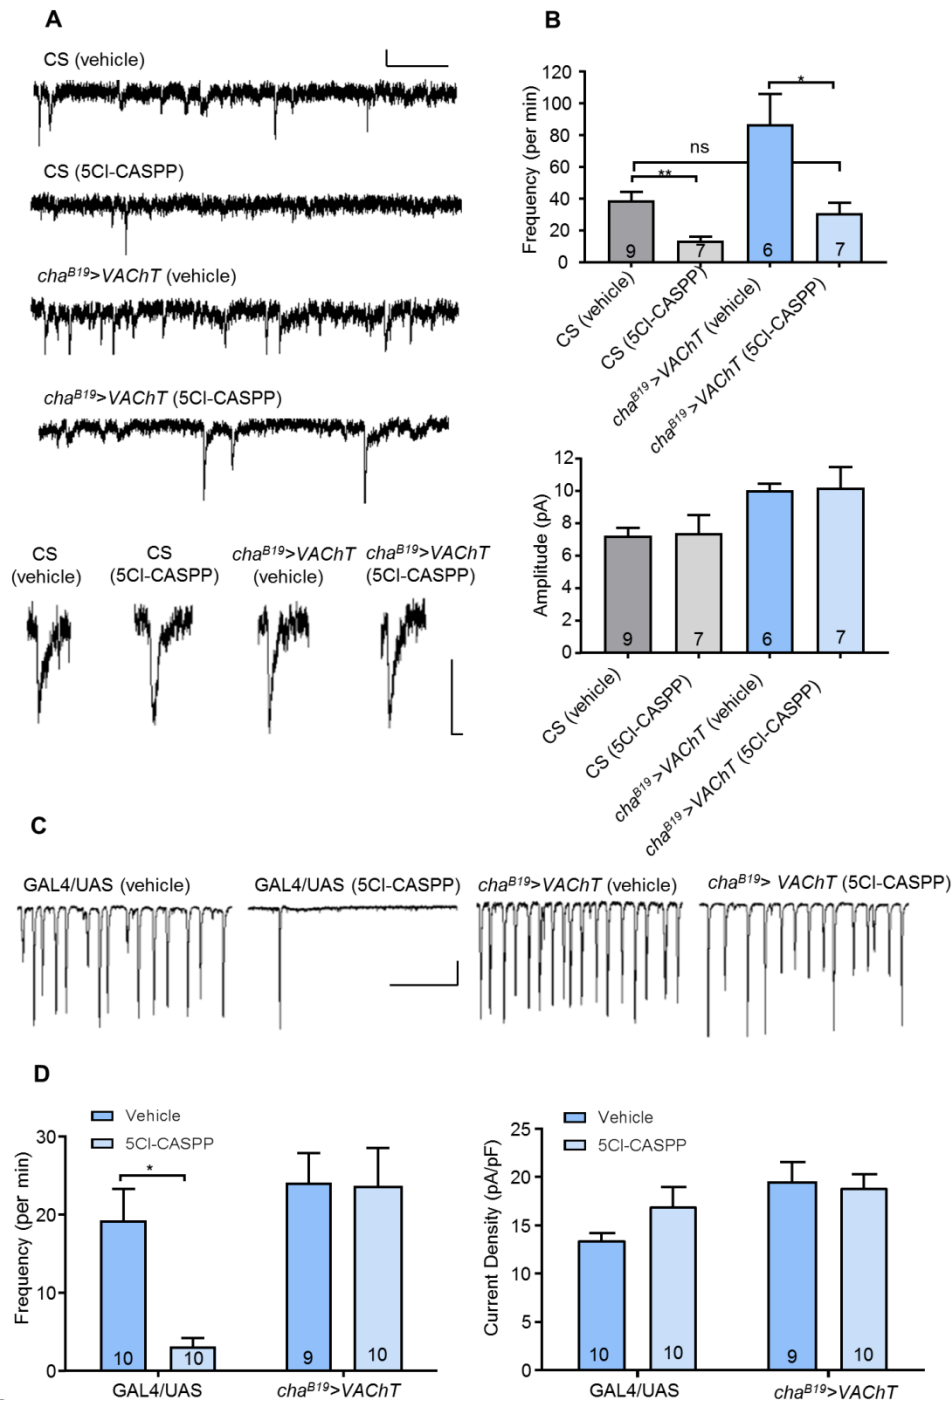 A
CS (vehicle)
CS (5Cl-CASPP)
chaB19>VAChT (vehicle)
chaB19>VAChT (5Cl-CASPP)
CS
(vehicle)
CS
(5Cl-CASPP)
chaB19>VAChT
(vehicle)
chaB19>VAChT
(5Cl-CASPP)
B
Frequency (per min)
120
100
80
60
40
20
0
*
ns
**
9
7
6
7
CS (vehicle)
CS (5Cl-CASPP)
chaB19>VAChT (vehicle)
chaB19>VAChT (5Cl-CASPP)
Amplitude (pA)
12
10
8
6
4
2
0
9
7
6
7
CS (vehicle)
CS (5Cl-CASPP)
chaB19>VAChT (vehicle)
chaB19>VAChT (5Cl-CASPP)
C
GAL4/UAS (vehicle)
GAL4/UAS (5Cl-CASPP)
chaB19>VAChT (vehicle)
chaB19> VAChT (5Cl-CASPP)
D
Vehicle
5Cl-CASPP
Frequency (per min)
30
20
10
0
*
10
10
9
10
GAL4/UAS
chaB19>VAChT
Vehicle
5Cl-CASPP
Current Density (pA/pF)
25
20
15
10
5
0
10
10
9
10
GAL4/UAS
chaB19>VAChT